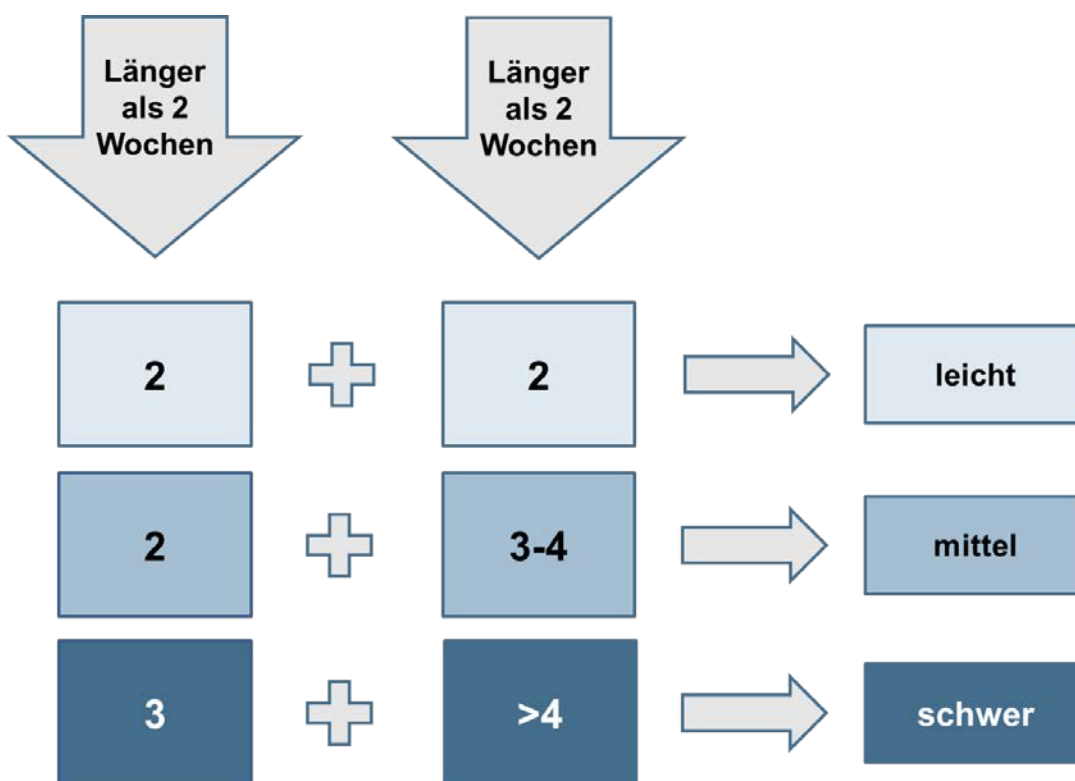 Länger
als 2
Wochen
Länger
als 2
Wochen
2
2
leicht
2
3-4
mittel
3
>4
schwer